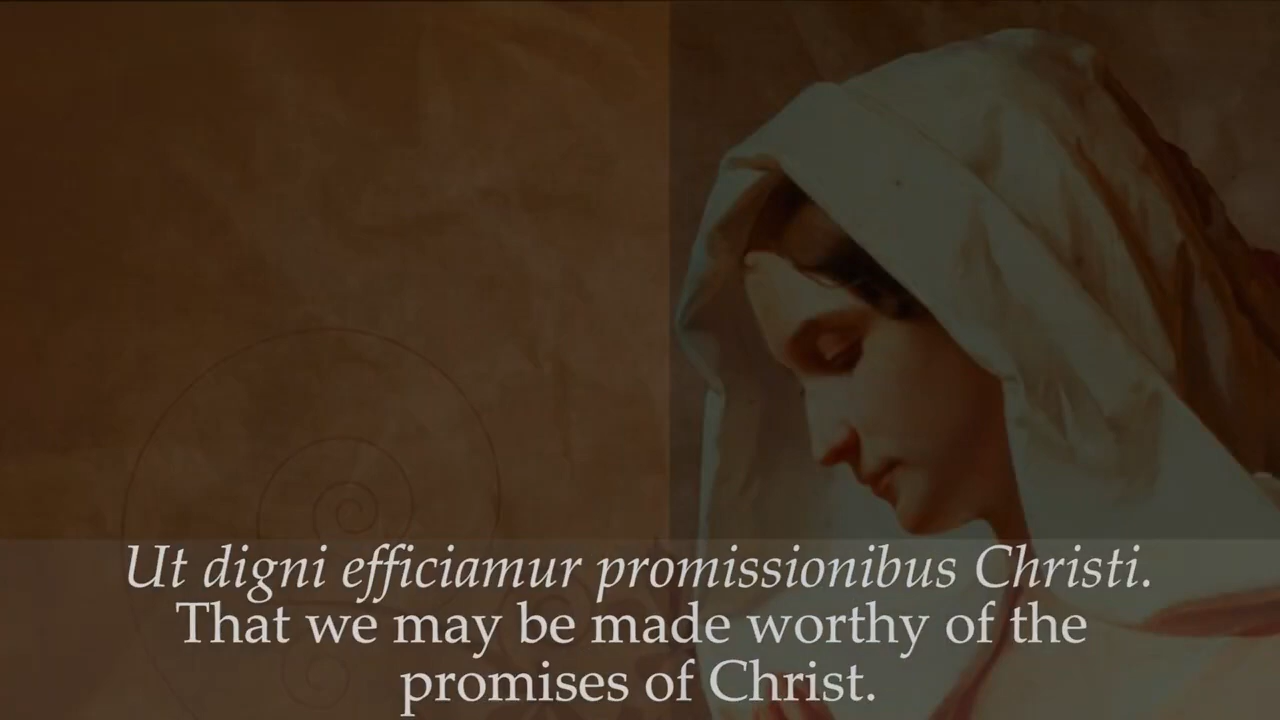 Ut digni efficiamur promissionibus Christi.
That we may be made worthy of the
promises of Christ.